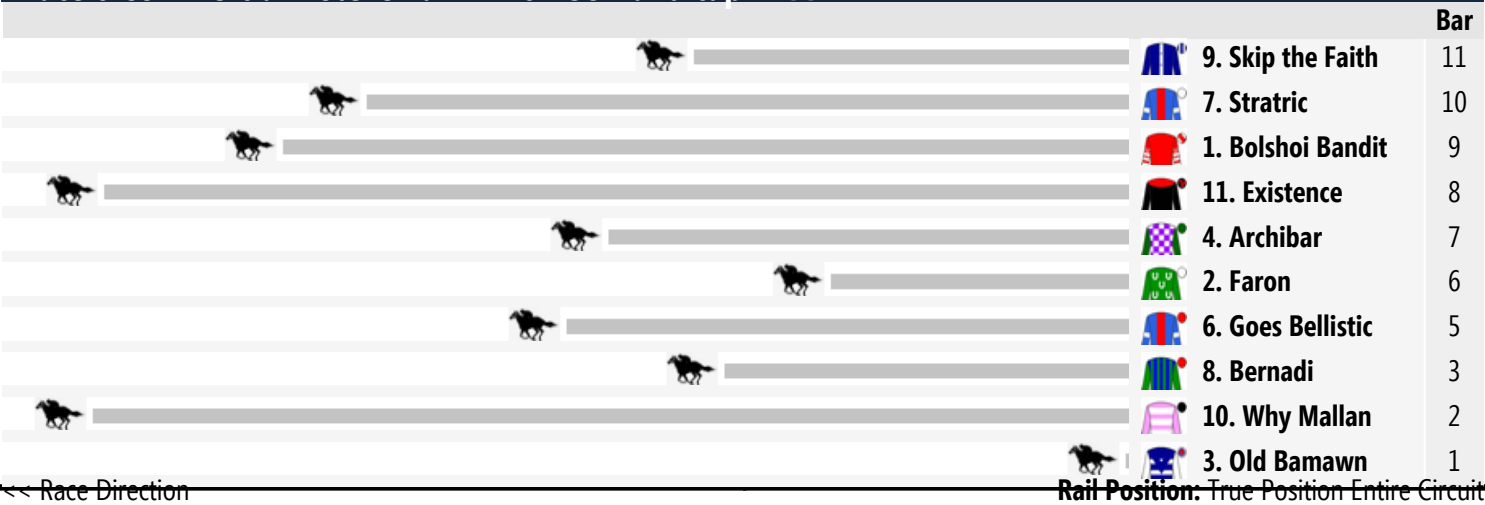 Bar
9. Skip the Faith 11
7. Stratric 10
1. Bolshoi Bandit 9
11. Existence 8
4. Archibar 7
2. Faron 6
6. Goes Bellistic 5
8. Bernadi 3
10. Why Mallan 2
3. Old Bamawn 1
<< Race Direction Rail Position: True Position Entire Circuit